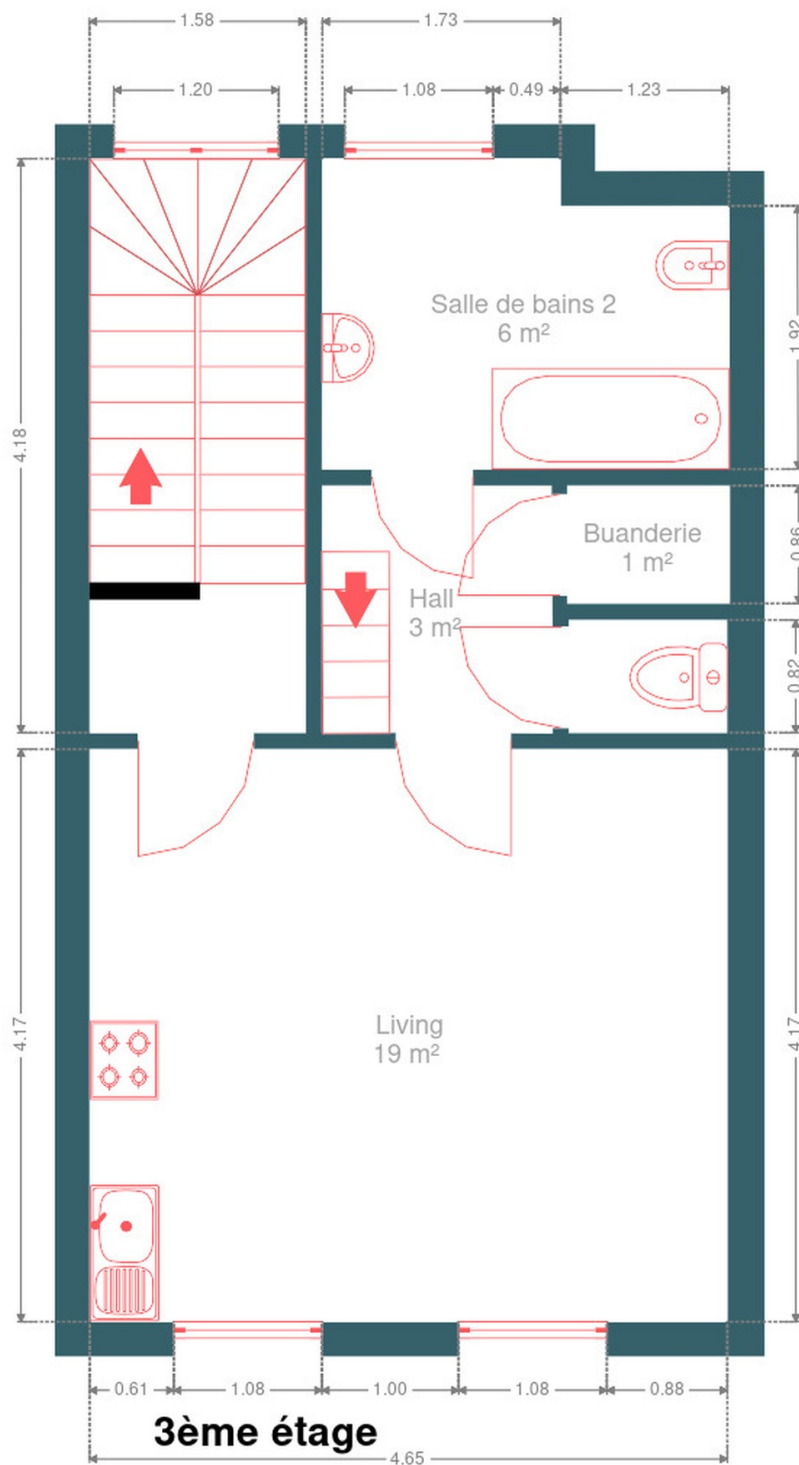 1.58
1.73
1.20
1.08
0.49
1.23
Salle de bains 2
6 m²
1.92
4.18
Buanderie
1 m²
0.86
Hall
3 m²
0.82
Living
19 m²
4.17
4.17
0.61
1.08
1.00
1.08
0.88
3ème étage
4.65